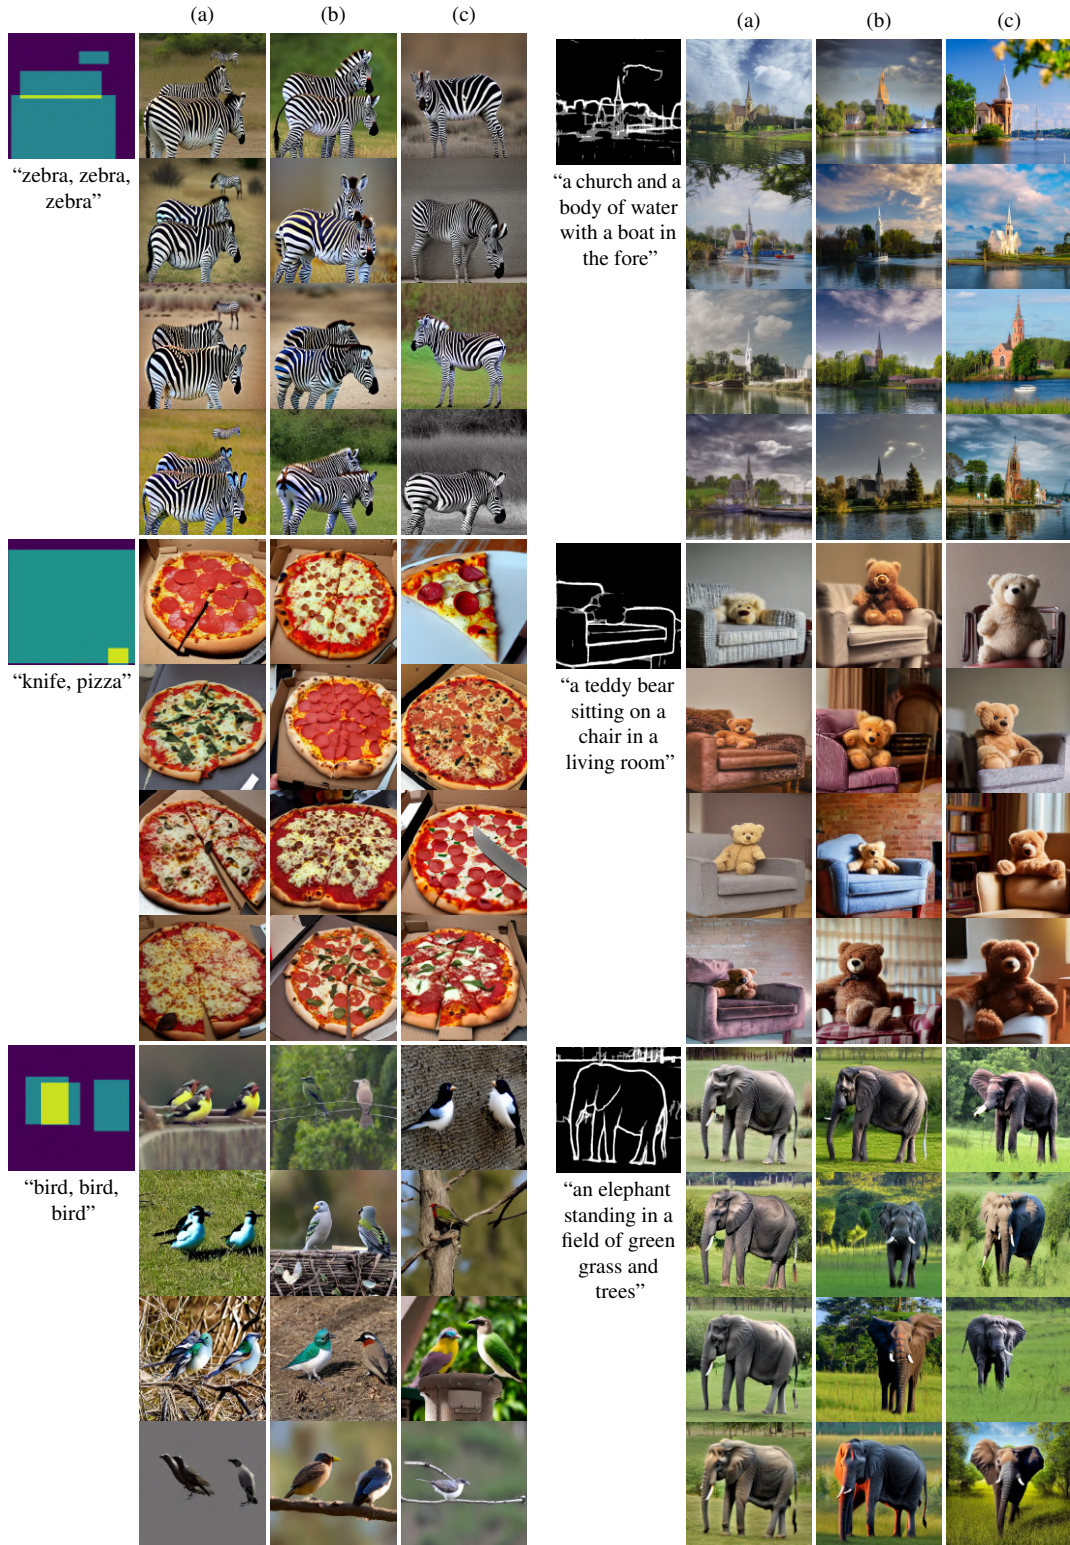 (a) (b) (c)
“zebra, zebra,
zebra”
“knife, pizza”
“bird, bird,
bird”
(a) (b) (c)
“a church and a
body of water
with a boat in
the fore”
“a teddy bear
sitting on a
chair in a
living room”
“an elephant
standing in a
field of green
grass and
trees”